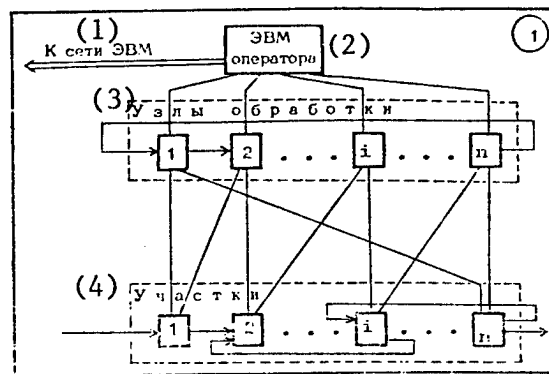 (1)
К сети ЭВМ
ЭВМ
оператора
(2)
1
(3)
Узлы обработки
1 2 . . . i . . . n
(4)
Участки
1 2 . . . i . . . n